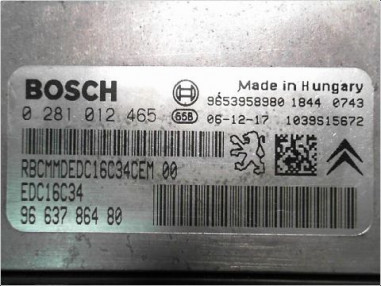 BOSCH
Made in Hungary
9653958980 1844 0743
0 281 012 465 65B 06-12-17 1039S15672
RBCMMDEDC16C34CEM 00
EDC16C34
96 637 864 80